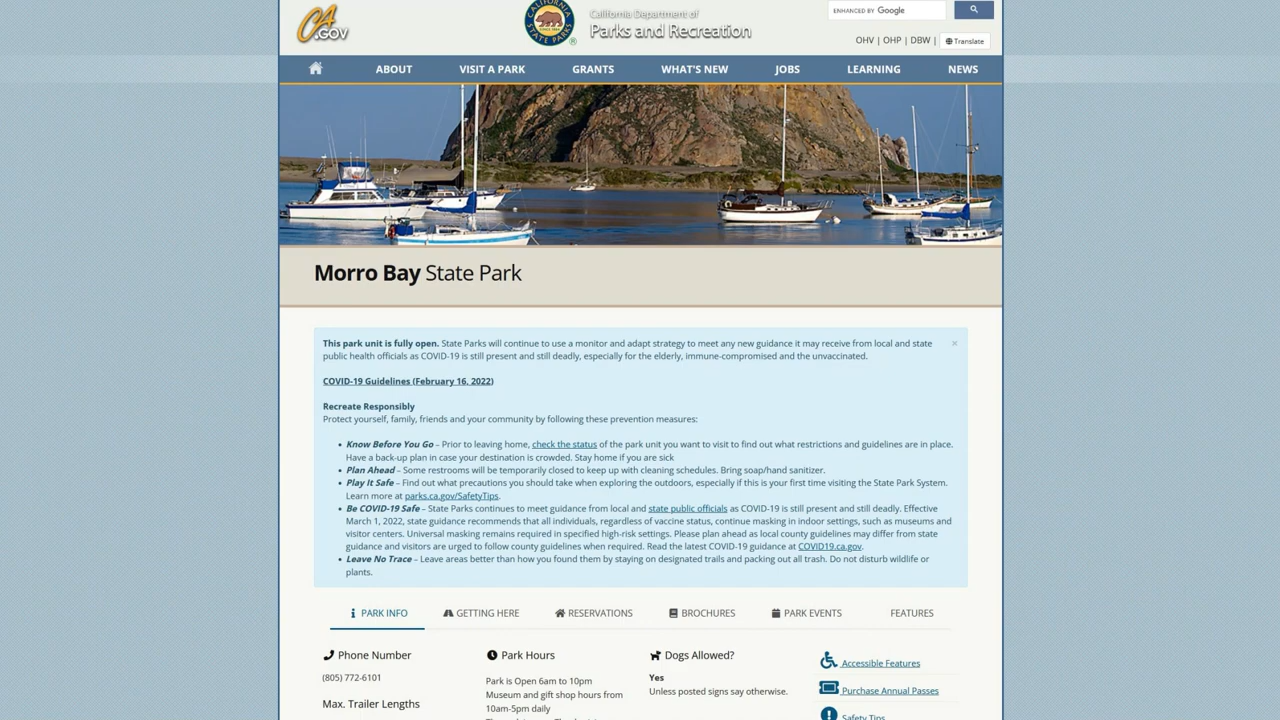 CA.GOV
CALIFORNIA
STATE PARKS
California Department of
Parks and Recreation
ENHANCED BY Google
OHV | OHP | DBW |
Translate
ABOUT VISIT A PARK GRANTS WHAT'S NEW JOBS LEARNING NEWS
Morro Bay State Park
This park unit is fully open. State Parks will continue to use a monitor and adapt strategy to meet any new guidance it may receive from local and state
public health officials as COVID-19 is still present and still deadly, especially for the elderly, immune-compromised and the unvaccinated.
×
COVID-19 Guidelines (February 16, 2022)
Recreate Responsibly
Protect yourself, family, friends and your community by following these prevention measures:
• Know Before You Go – Prior to leaving home, check the status of the park unit you want to visit to find out what restrictions and guidelines are in place.
Have a back-up plan in case your destination is crowded. Stay home if you are sick
• Plan Ahead – Some restrooms will be temporarily closed to keep up with cleaning schedules. Bring soap/hand sanitizer.
• Play It Safe – Find out what precautions you should take when exploring the outdoors, especially if this is your first time visiting the State Park System.
Learn more at parks.ca.gov/SafetyTips.
• Be COVID-19 Safe – State Parks continues to meet guidance from local and state public officials as COVID-19 is still present and still deadly. Effective
March 1, 2022, state guidance recommends that all individuals, regardless of vaccine status, continue masking in indoor settings, such as museums and
visitor centers. Universal masking remains required in specified high-risk settings. Please plan ahead as local county guidelines may differ from state
guidance and visitors are urged to follow county guidelines when required. Read the latest COVID-19 guidance at COVID19.ca.gov.
• Leave No Trace – Leave areas better than how you found them by staying on designated trails and packing out all trash. Do not disturb wildlife or
plants.
PARK INFO GETTING HERE RESERVATIONS BROCHURES PARK EVENTS FEATURES
Phone Number
(805) 772-6101
Max. Trailer Lengths
Park Hours
Park is Open 6am to 10pm
Museum and gift shop hours from
10am-5pm daily
Dogs Allowed?
Yes
Unless posted signs say otherwise.
Accessible Features
Purchase Annual Passes
Safety Tips